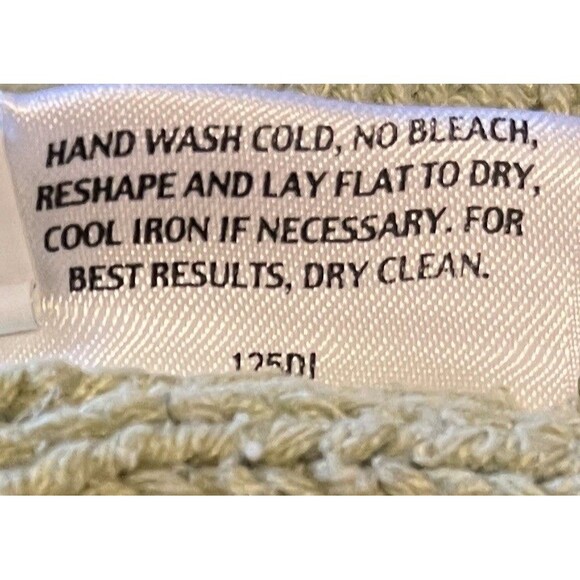 HAND WASH COLD, NO BLEACH,
RESHAPE AND LAY FLAT TO DRY,
COOL IRON IF NECESSARY. FOR
BEST RESULTS, DRY CLEAN.